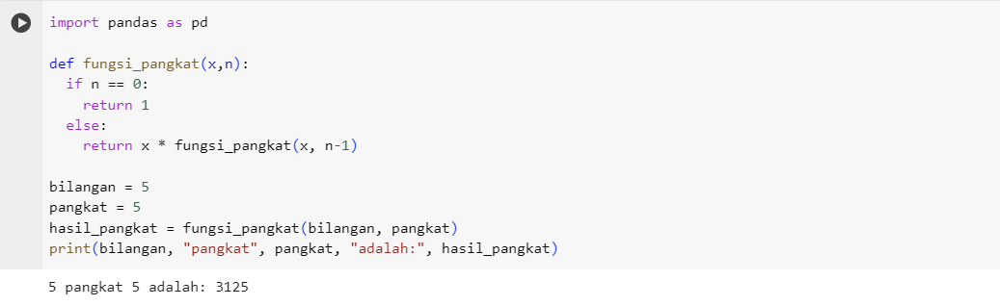 import pandas as pd
def fungsi_pangkat(x,n):
if n == 0:
return 1
else:
return x * fungsi_pangkat(x, n-1)
bilangan = 5
pangkat = 5
hasil_pangkat = fungsi_pangkat(bilangan, pangkat)
print(bilangan, "pangkat", pangkat, "adalah:", hasil_pangkat)
5 pangkat 5 adalah: 3125